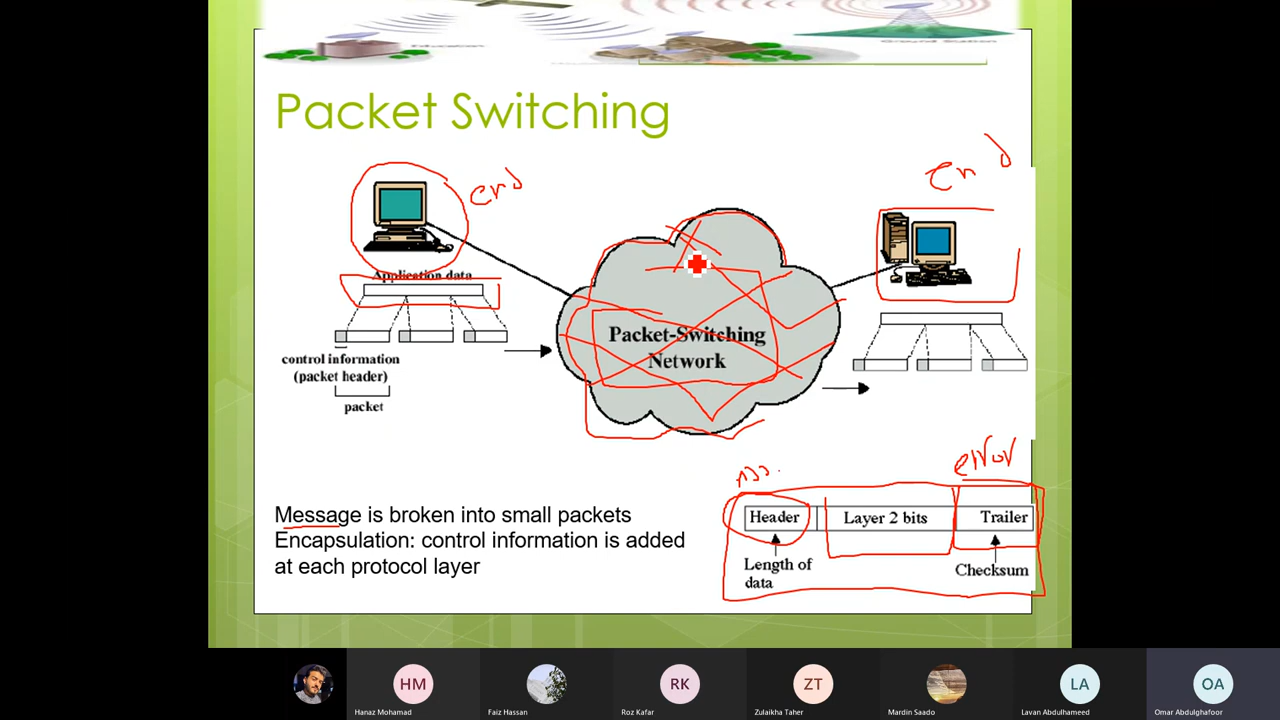 Education
Ground Station
Packet Switching
end
end
Application data
Packet-Switching
Network
control information
(packet header)
packet
error
Header
Layer 2 bits
Trailer
Length of
data
Checksum
Message is broken into small packets
Encapsulation: control information is added
at each protocol layer
HM
RK
ZT
LA
OA
Hanaz Mohamad
Faiz Hassan
Roz Kafar
Zulaikha Taher
Mardin Saado
Lavan Abdulhameed
Omar Abdulghafoor